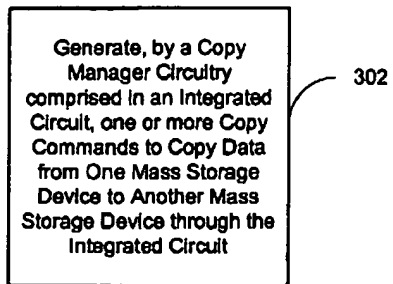 Generate, by a Copy
Manager Circuitry
comprised in an Integrated
Circuit, one or more Copy
Commands to Copy Data
from One Mass Storage
Device to Another Mass
Storage Device through the
Integrated Circuit
302